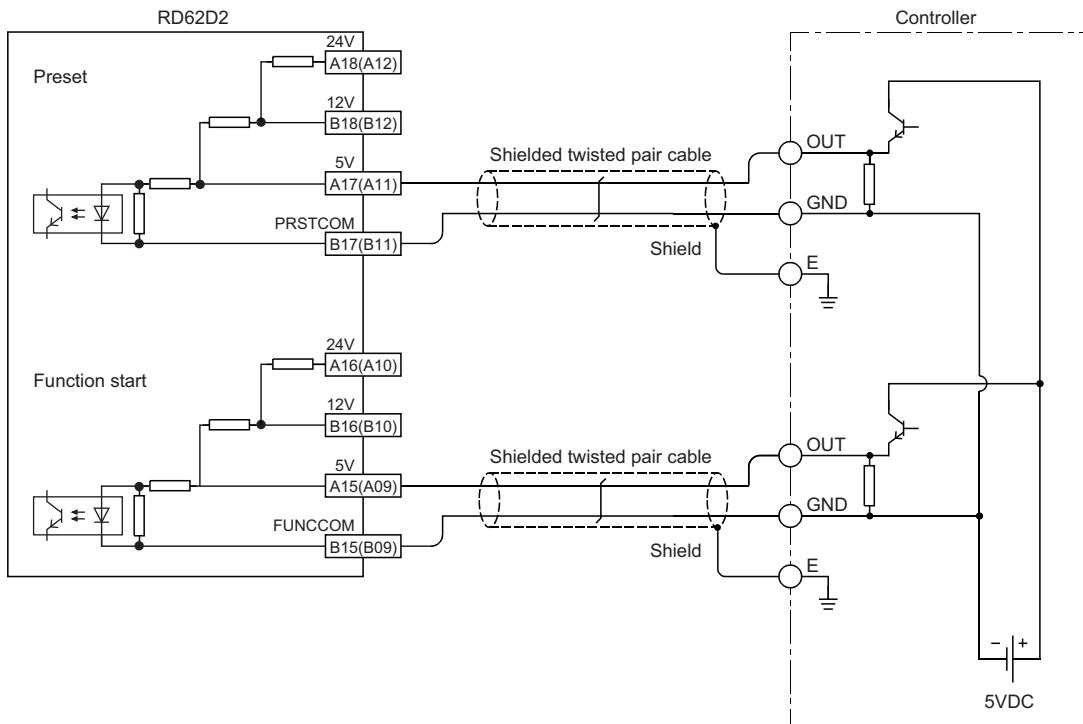 RD62D2
Controller
Preset
24V
A18(A12)
12V
B18(B12)
5V
A17(A11)
PRSTCOM
B17(B11)
Shielded twisted pair cable
Shield
OUT
GND
E
Function start
24V
A16(A10)
12V
B16(B10)
5V
A15(A09)
FUNCCOM
B15(B09)
Shielded twisted pair cable
Shield
OUT
GND
E
− +
5VDC